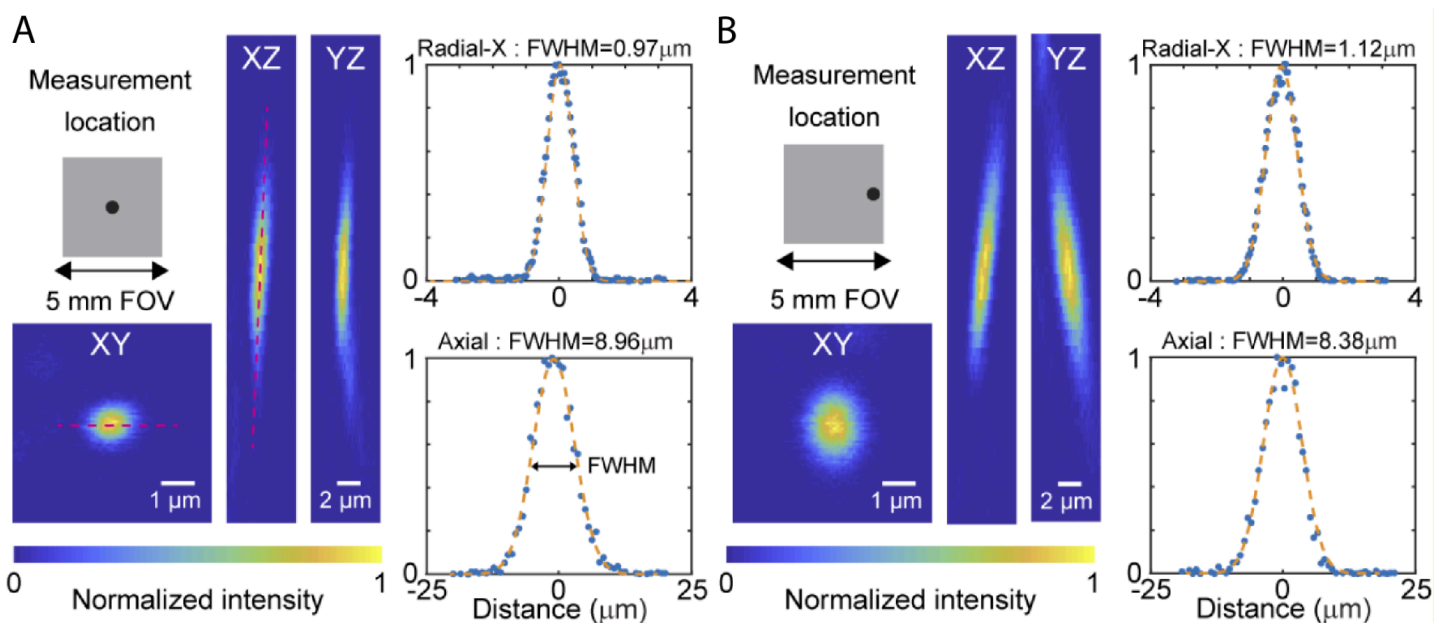 A
Measurement
location
5 mm FOV
XY
1 μm
XZ
YZ
2 μm
0
1
Normalized intensity
Radial-X : FWHM=0.97μm
1
0
-4
0
4
Axial : FWHM=8.96μm
1
FWHM
0
-25
0
25
Distance (μm)
B
Measurement
location
5 mm FOV
XY
1 μm
XZ
YZ
2 μm
0
1
Normalized intensity
Radial-X : FWHM=1.12μm
1
0
-4
0
4
Axial : FWHM=8.38μm
1
0
-25
0
25
Distance (μm)